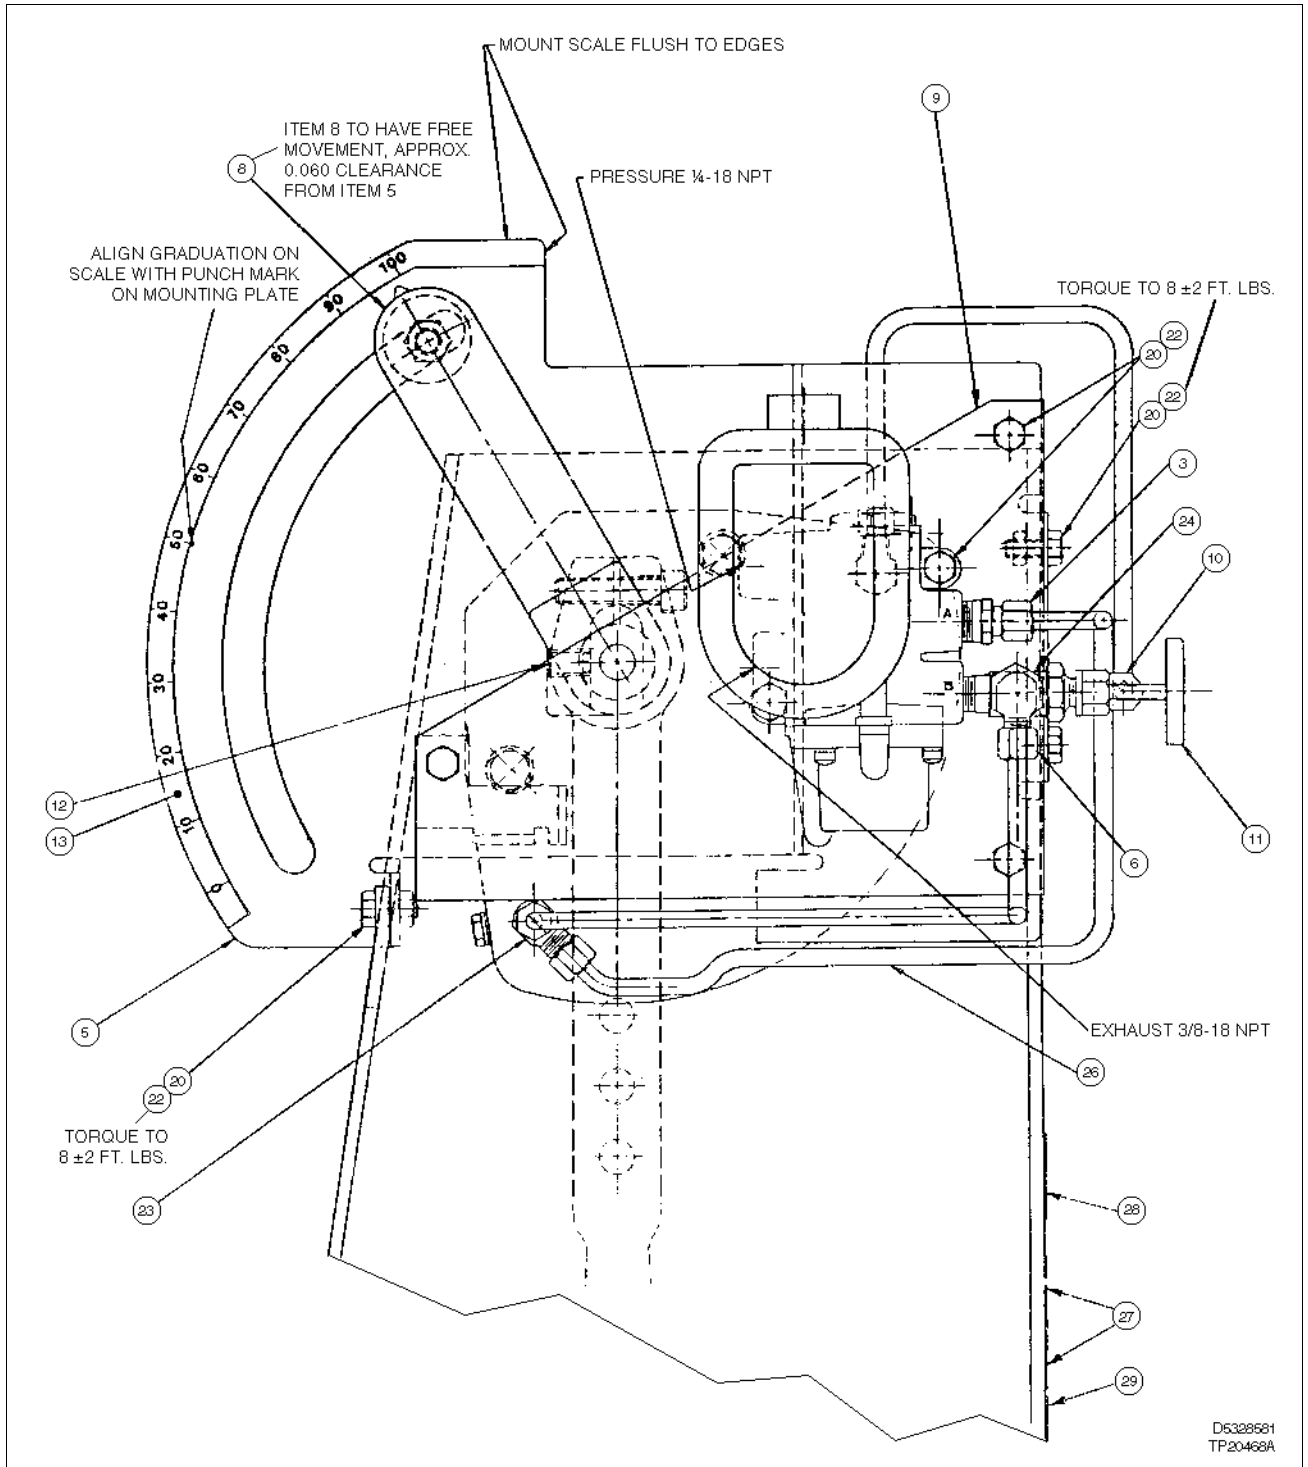 MOUNT SCALE FLUSH TO EDGES
9
ITEM 8 TO HAVE FREE
MOVEMENT, APPROX.
0.060 CLEARANCE
FROM ITEM 5
8
PRESSURE ¼-18 NPT
ALIGN GRADUATION ON
SCALE WITH PUNCH MARK
ON MOUNTING PLATE
TORQUE TO 8 ±2 FT. LBS.
22
20
22
20
3
24
10
100
90
80
70
60
50
40
30
20
10
0
A
B
12
13
11
6
5
EXHAUST 3/8-18 NPT
26
20
22
TORQUE TO
8 ±2 FT. LBS.
23
28
27
29
D5328581
TP20468A